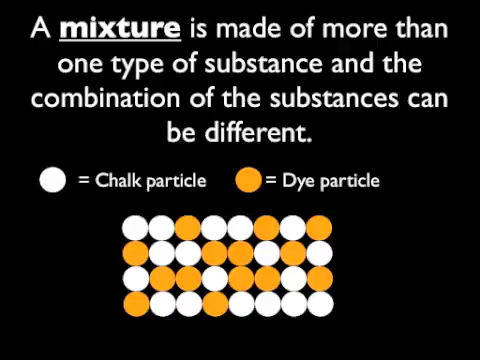 A mixture is made of more than
one type of substance and the
combination of the substances can
be different.
= Chalk particle = Dye particle